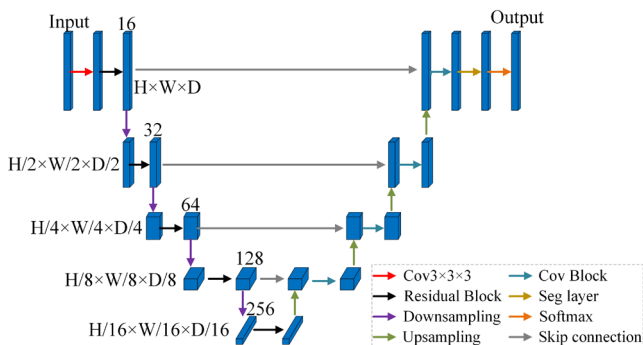 Input
16
Output
H×W×D
32
H/2×W/2×D/2
64
H/4×W/4×D/4
128
H/8×W/8×D/8
256
H/16×W/16×D/16
Cov3×3×3
Cov Block
Residual Block
Seg layer
Downsampling
Softmax
Upsampling
Skip connection